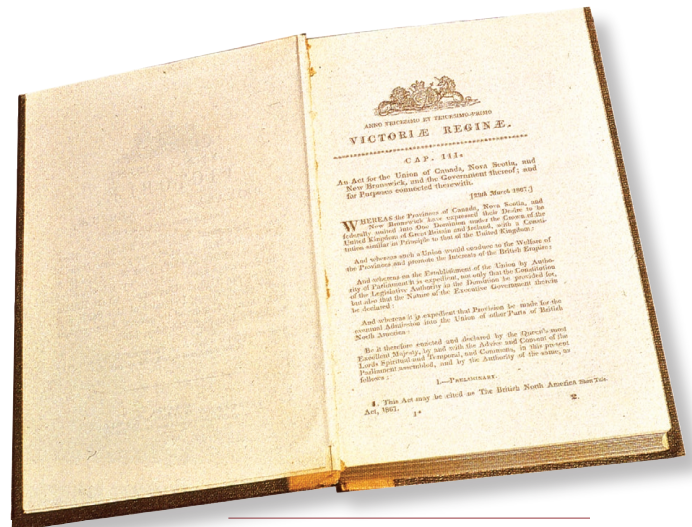 ANNO TRICESIMO ET TRICESIMO-PRIMO
VICTORIÆ REGINÆ.
CAP. III.
An Act for the Union of Canada, Nova Scotia, and
New Brunswick, and the Government thereof; and
for Purposes connected therewith.
[29th March 1867.]
WHEREAS the Provinces of Canada, Nova Scotia, and
New Brunswick have expressed their Desire to be
federally united into One Dominion under the Crown of the
United Kingdom of Great Britain and Ireland, with a Consti-
tution similar in Principle to that of the United Kingdom:
And whereas such a Union would conduce to the Welfare of
the Provinces and promote the Interests of the British Empire:
And whereas on the Establishment of the Union by Autho-
rity of Parliament it is expedient, not only that the Constitution
of the Legislative Authority in the Dominion be provided for,
but also that the Nature of the Executive Government therein
be declared:
And whereas it is expedient that Provision be made for the
eventual Admission into the Union of other Parts of British
North America:
Be it therefore enacted and declared by the Queen's most
Excellent Majesty, by and with the Advice and Consent of the
Lords Spiritual and Temporal, and Commons, in this present
Parliament assembled, and by the Authority of the same, as
follows:
I.—PRELIMINARY.
1. This Act may be cited as The British North America Short Title.
Act, 1867.
1*